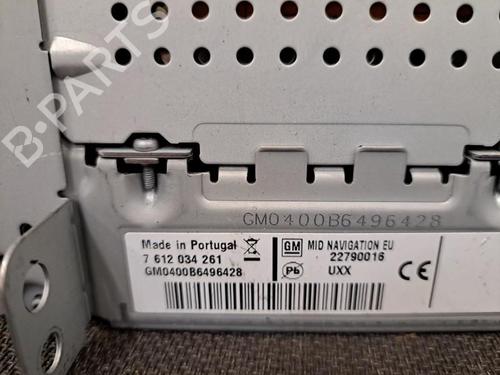 B-PARTS
GM0400B6496428
Made in Portugal
7 612 034 261
GM0400B6496428
GM
MID NAVIGATION EU
22790016
Pb
UXX
CE